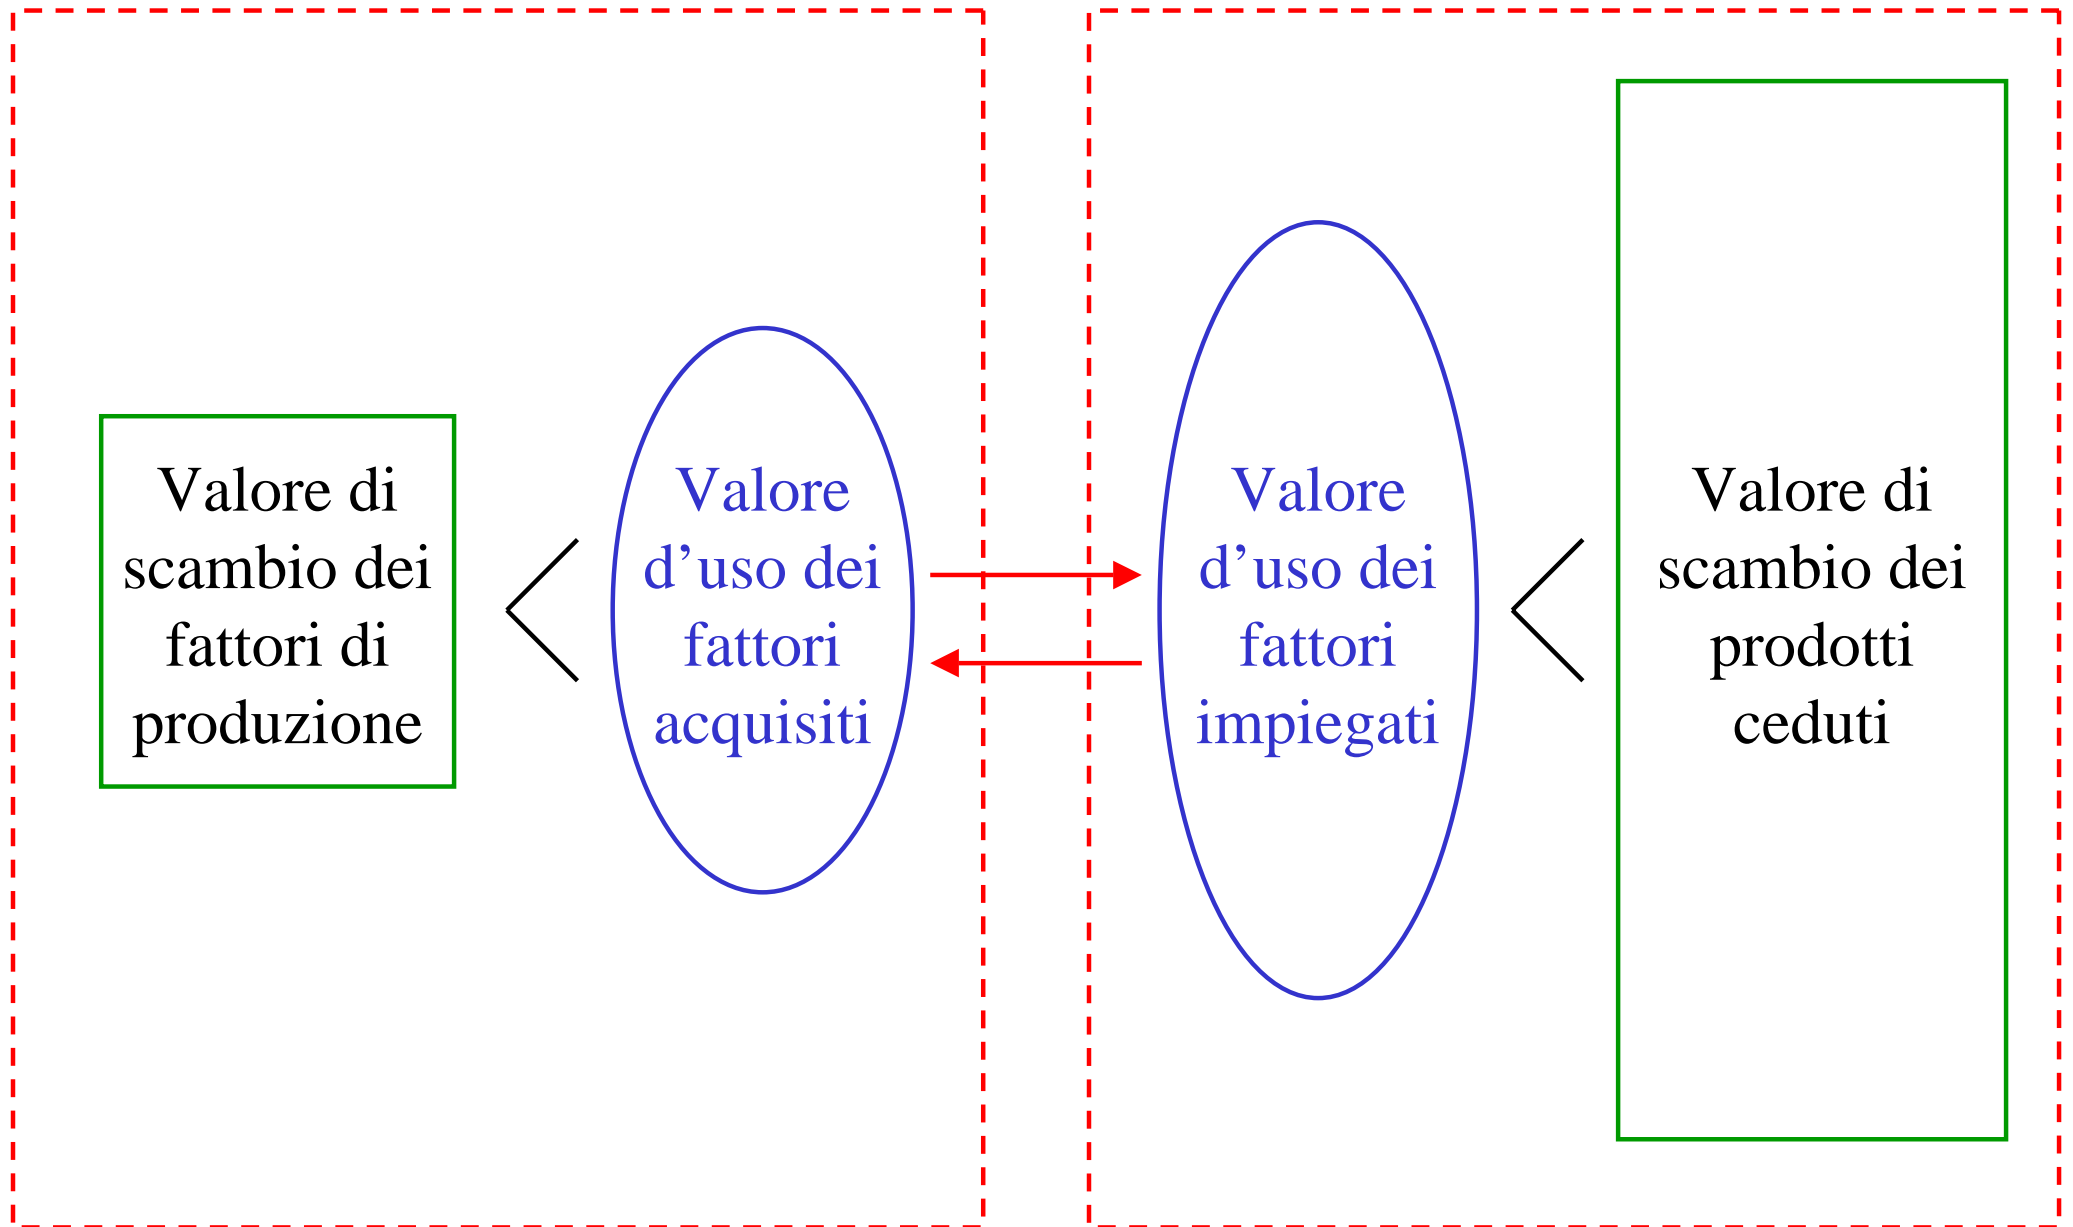 Valore di
scambio dei
fattori di
produzione
<
Valore
d’uso dei
fattori
acquisiti
Valore
d’uso dei
fattori
impiegati
<
Valore di
scambio dei
prodotti
ceduti